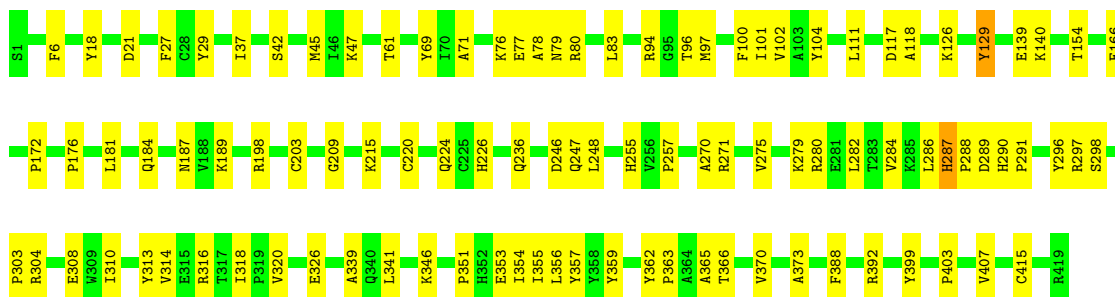 S1 F6 Y18 D21 F27 C28 Y29 I37 S42 M45 I46 K47 T61 Y69 I70 A71 K76 E77 A78 N79 R80 L83 R94 G95 T96 M97 F100 I101 V102 A103 Y104 L111 D117 A118 K126 Y129 E139 K140 T154
P172 P176 L181 Q184 N187 V188 K189 R198 C203 G209 K215 C220 Q224 C225 H226 Q236 D246 Q247 L248 H255 V256 P257 A270 R271 V275 K279 R280 E281 L282 T283 V284 K285 L286 H287 P288 D289 H290 P291 Y296 R297 S298
P303 R304 E308 W309 I310 Y313 V314 E315 R316 T317 I318 P319 V320 E326 A339 Q340 L341 K346 P351 H352 E353 I354 I355 L356 Y357 Y358 Y359 Y362 P363 A364 A365 T366 V370 A373 F388 R392 Y399 P403 V407 C415 R419